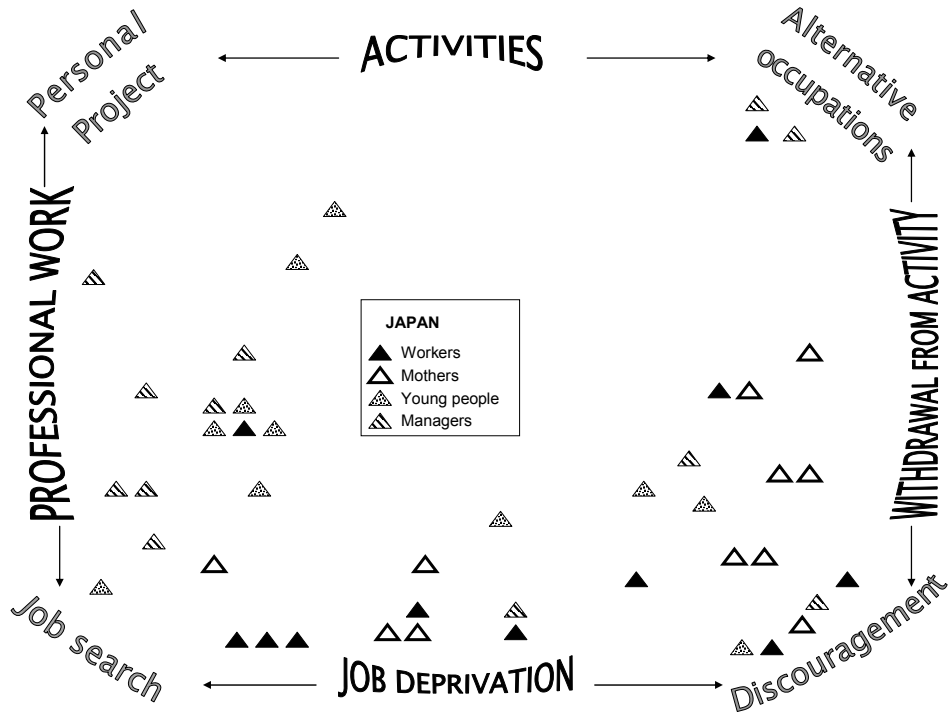 Personal
Project
ACTIVITIES
Alternative
occupations
PROFESSIONAL WORK
WITHDRAWAL FROM ACTIVITY
JAPAN
Workers
Mothers
Young people
Managers
Job search
JOB DEPRIVATION
Discouragement